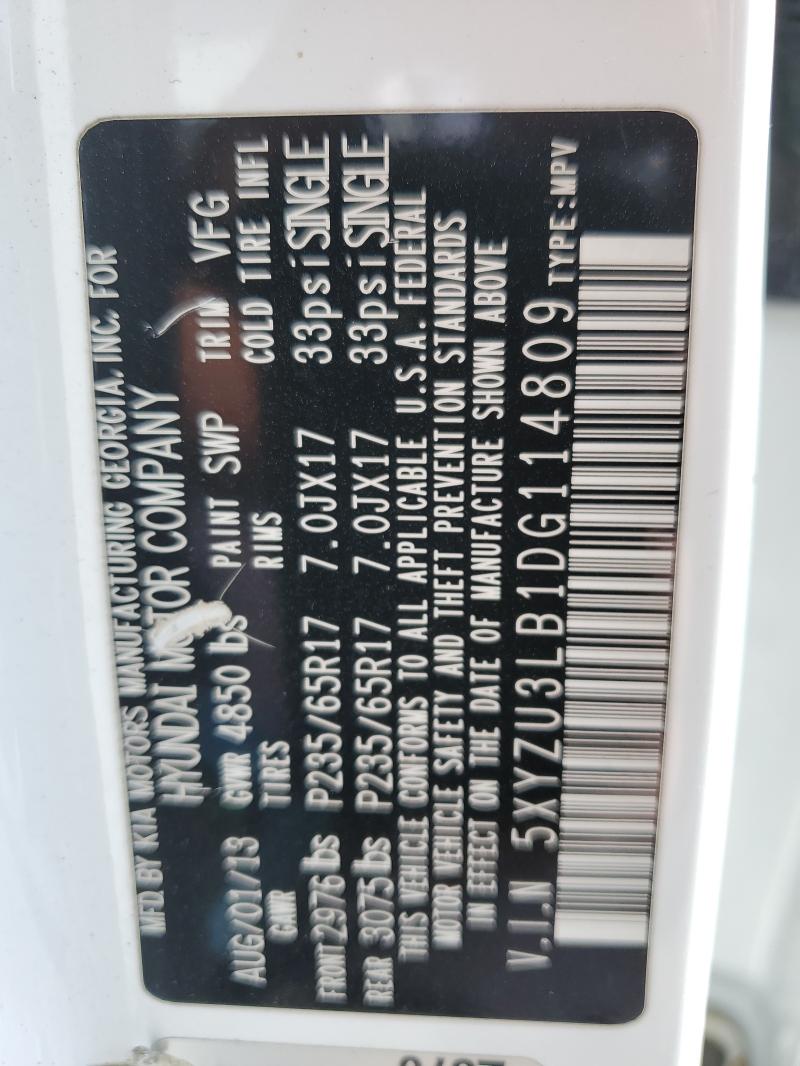 MFD BY KIA MOTORS MANUFACTURING GEORGIA, INC. FOR
HYUNDAI MOTOR COMPANY
AUG/01/13 GVWR 4850 lbs PAINT SWP TRIM VFG
GAWR TIRES RIMS COLD TIRE INFL
FRONT 2976 lbs P235/65R17 7.0JX17 33psi SINGLE
REAR 3075 lbs P235/65R17 7.0JX17 33psi SINGLE
THIS VEHICLE CONFORMS TO ALL APPLICABLE U.S.A. FEDERAL
MOTOR VEHICLE SAFETY AND THEFT PREVENTION STANDARDS
IN EFFECT ON THE DATE OF MANUFACTURE SHOWN ABOVE
V.I.N 5XYZU3LB1DG114809 TYPE:MPV